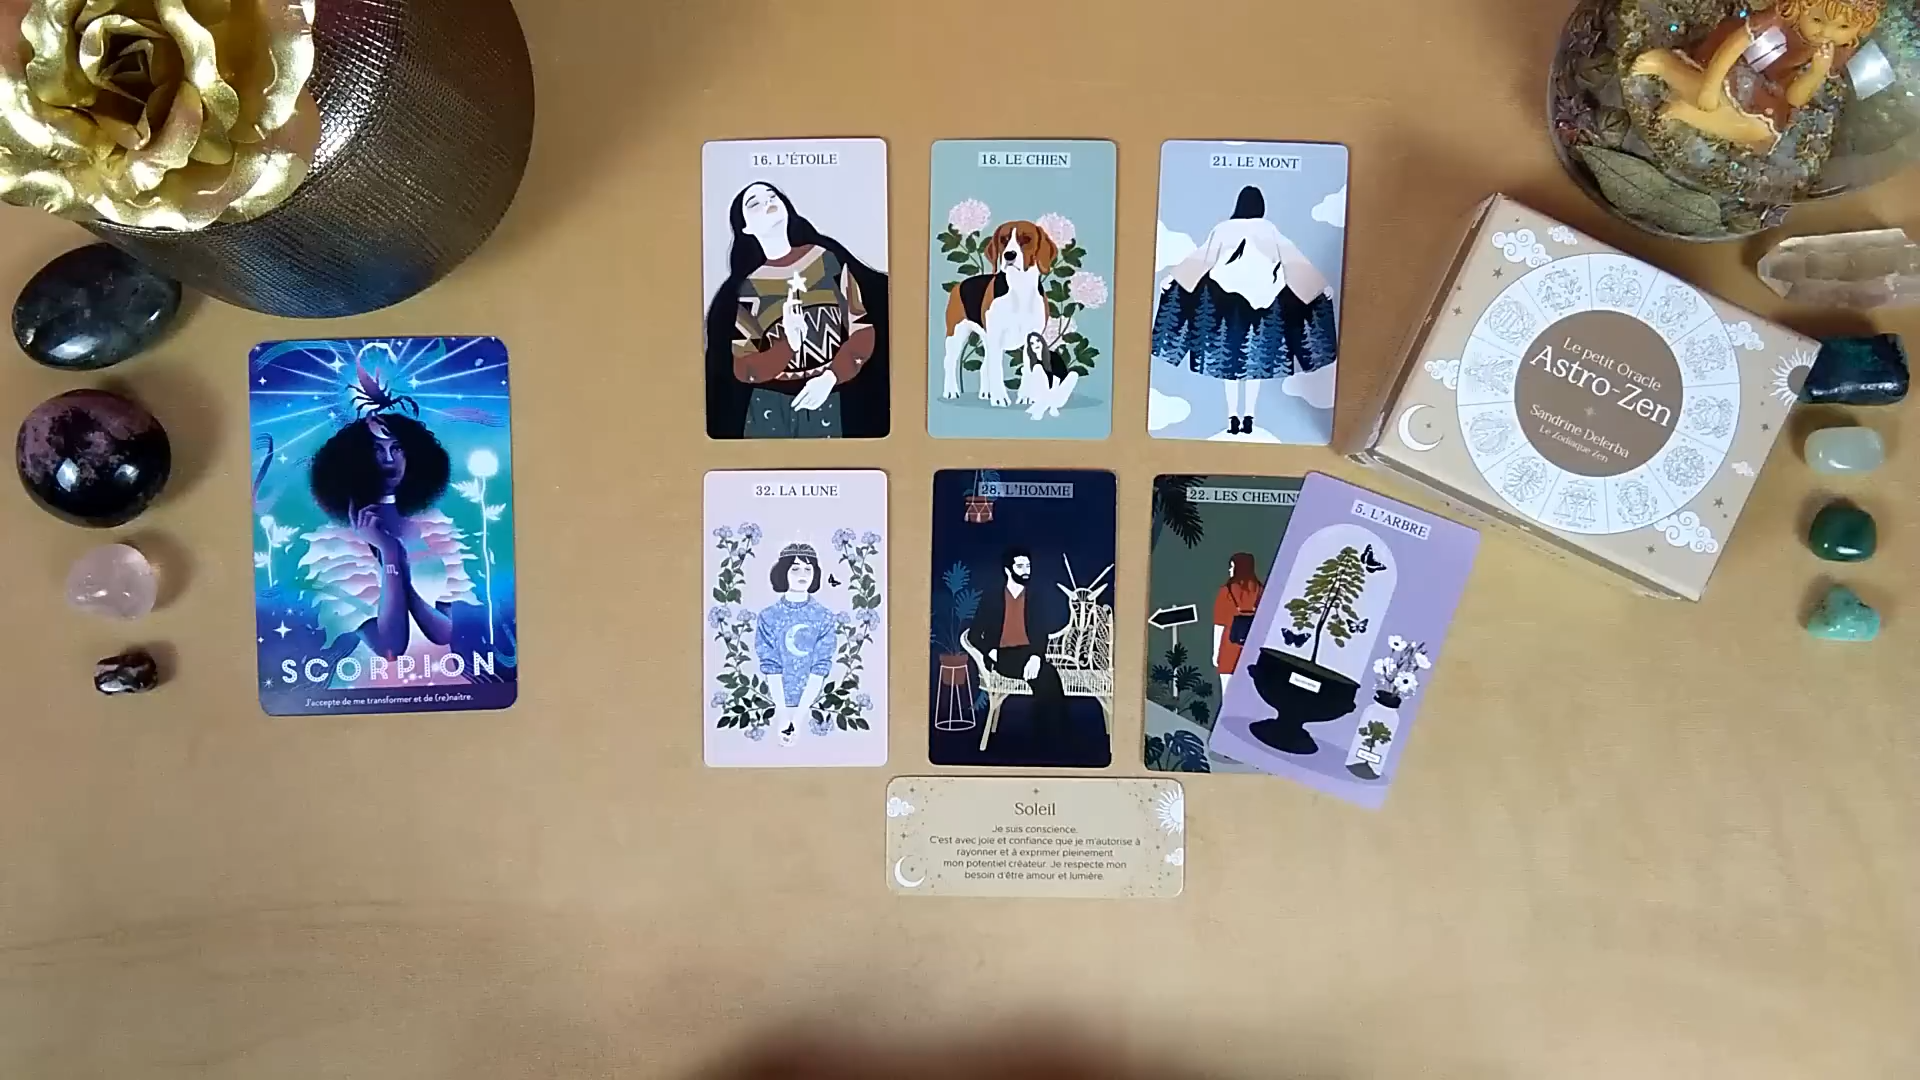 16. L'ÉTOILE
18. LE CHIEN
21. LE MONT
Le petit Oracle
Astro-Zen
Sandrine Delerba
Le Zodiaque Zen
SCORPION
J'accepte de me transformer et de (re)naître.
32. LA LUNE
28. L'HOMME
22. LES CHEMINS
5. L'ARBRE
Soleil
Je suis conscience.
C'est avec joie et confiance que je m'autorise à
rayonner et à exprimer pleinement
mon potentiel créateur. Je respecte mon
besoin d'être amour et lumière.